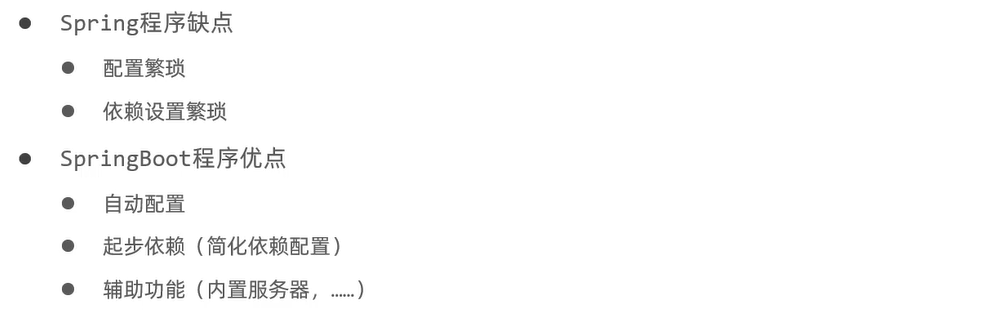 Spring程序缺点
配置繁琐
依赖设置繁琐
SpringBoot程序优点
自动配置
起步依赖（简化依赖配置）
辅助功能（内置服务器，……）